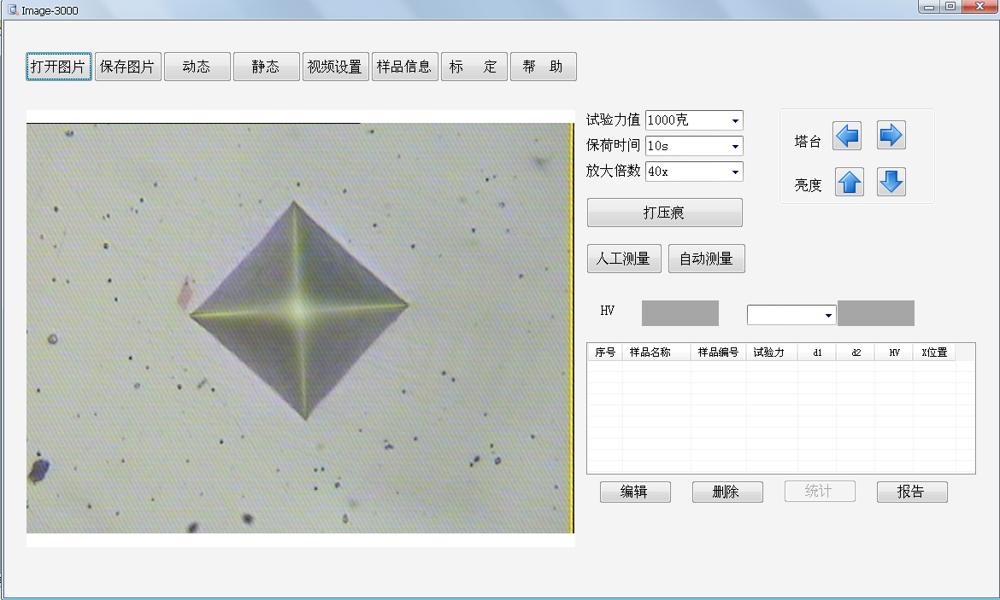 Image-3000
打开图片 保存图片 动态 静态 视频设置 样品信息 标 定 帮 助
试验力值 1000克
保荷时间 10s
放大倍数 40x
塔台
亮度
打压痕
人工测量 自动测量
HV
序号 样品名称 样品编号 试验力 d1 d2 HV X位置
编辑 删除 统计 报告